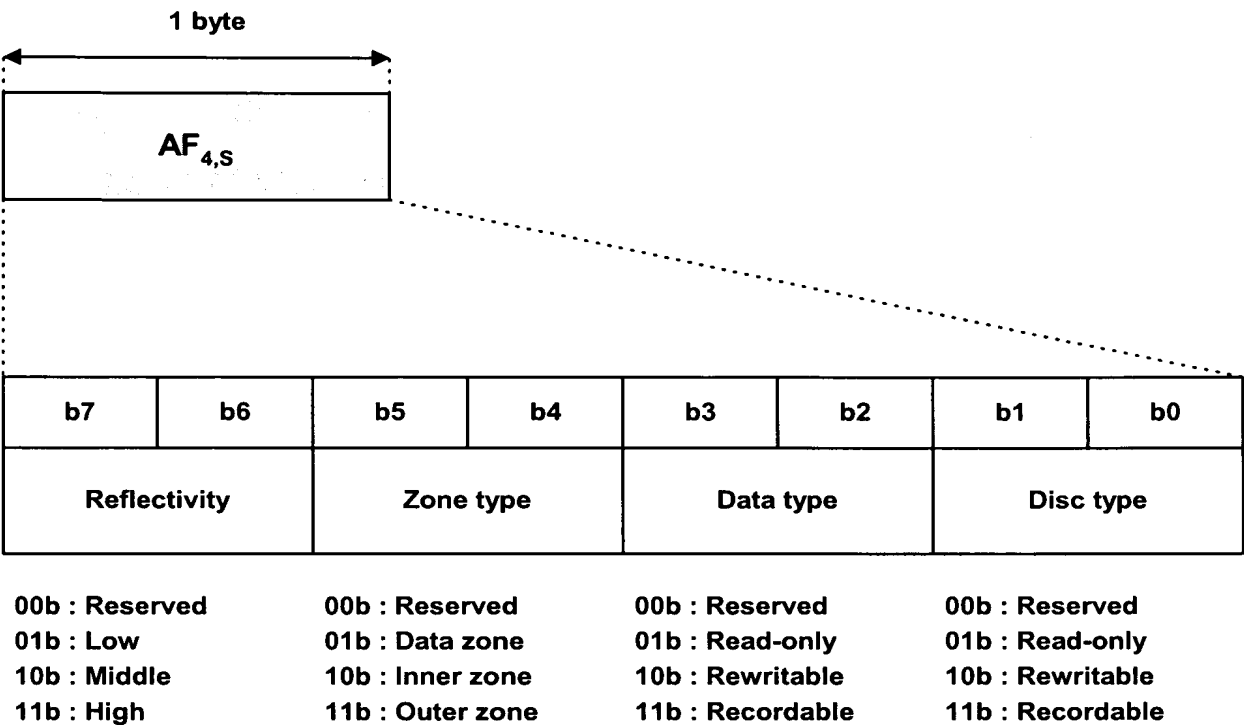 1 byte
AF4,S
b7 b6 b5 b4 b3 b2 b1 b0
Reflectivity Zone type Data type Disc type
00b : Reserved 00b : Reserved 00b : Reserved 00b : Reserved
01b : Low 01b : Data zone 01b : Read-only 01b : Read-only
10b : Middle 10b : Inner zone 10b : Rewritable 10b : Rewritable
11b : High 11b : Outer zone 11b : Recordable 11b : Recordable